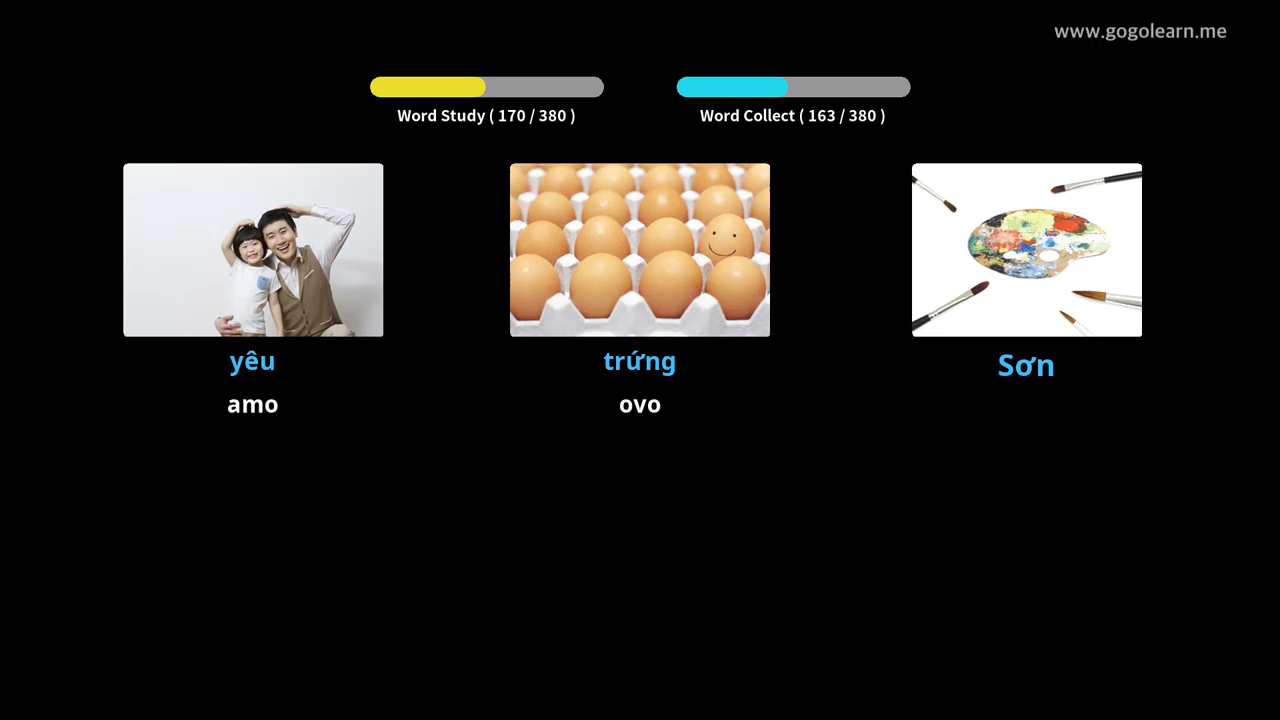 www.gogolearn.me
Word Study ( 170 / 380 )
Word Collect ( 163 / 380 )
yêu
trứng
Sơn
amo
ovo